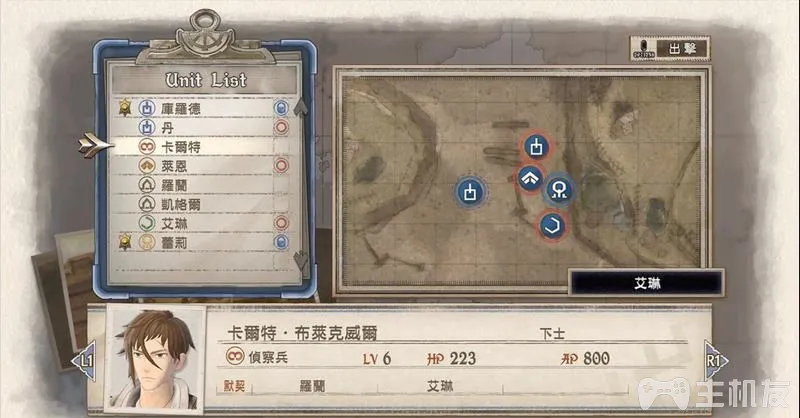 Unit List
出擊
庫羅德
丹
卡爾特
萊恩
羅蘭
凱格爾
艾琳
蕾莉
艾琳
卡爾特·布萊克威爾 下士
偵察兵 LV 6 HP 223 AP 800
默契 羅蘭 艾琳
L1
R1
主机友